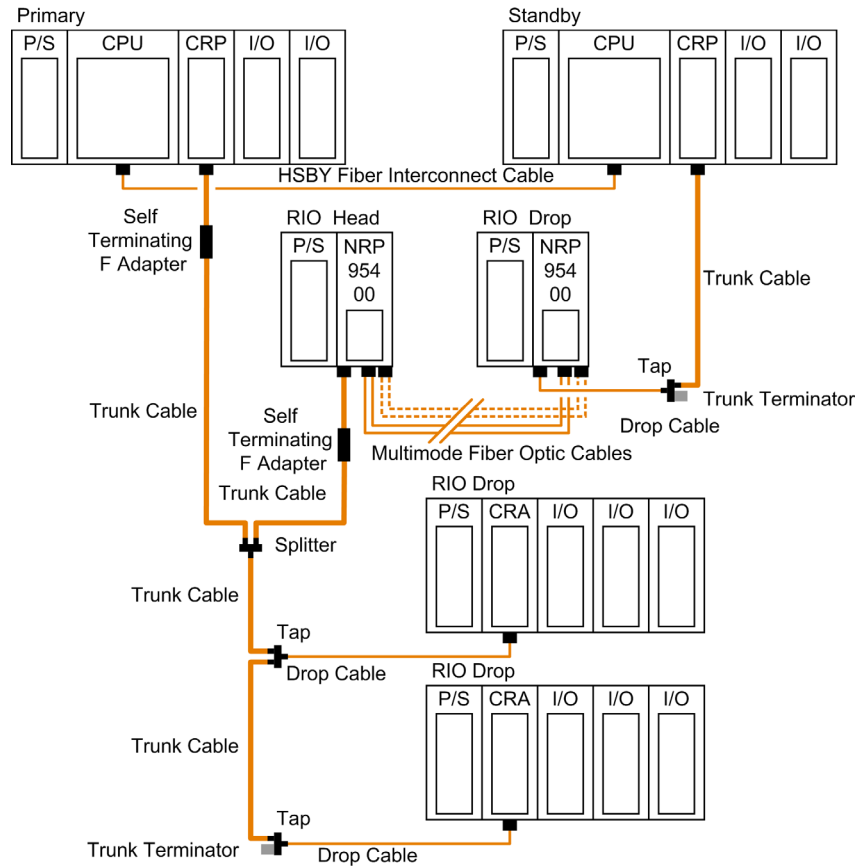 Primary
Standby
P/S CPU CRP I/O I/O
P/S CPU CRP I/O I/O
HSBY Fiber Interconnect Cable
Self
Terminating
F Adapter
RIO Head
P/S NRP
954
00
RIO Drop
P/S NRP
954
00
Trunk Cable
Tap
Trunk Terminator
Drop Cable
Trunk Cable
Self
Terminating
F Adapter
Multimode Fiber Optic Cables
Trunk Cable
RIO Drop
P/S CRA I/O I/O I/O
Splitter
Trunk Cable
Tap
Drop Cable
RIO Drop
P/S CRA I/O I/O I/O
Trunk Cable
Tap
Trunk Terminator
Drop Cable